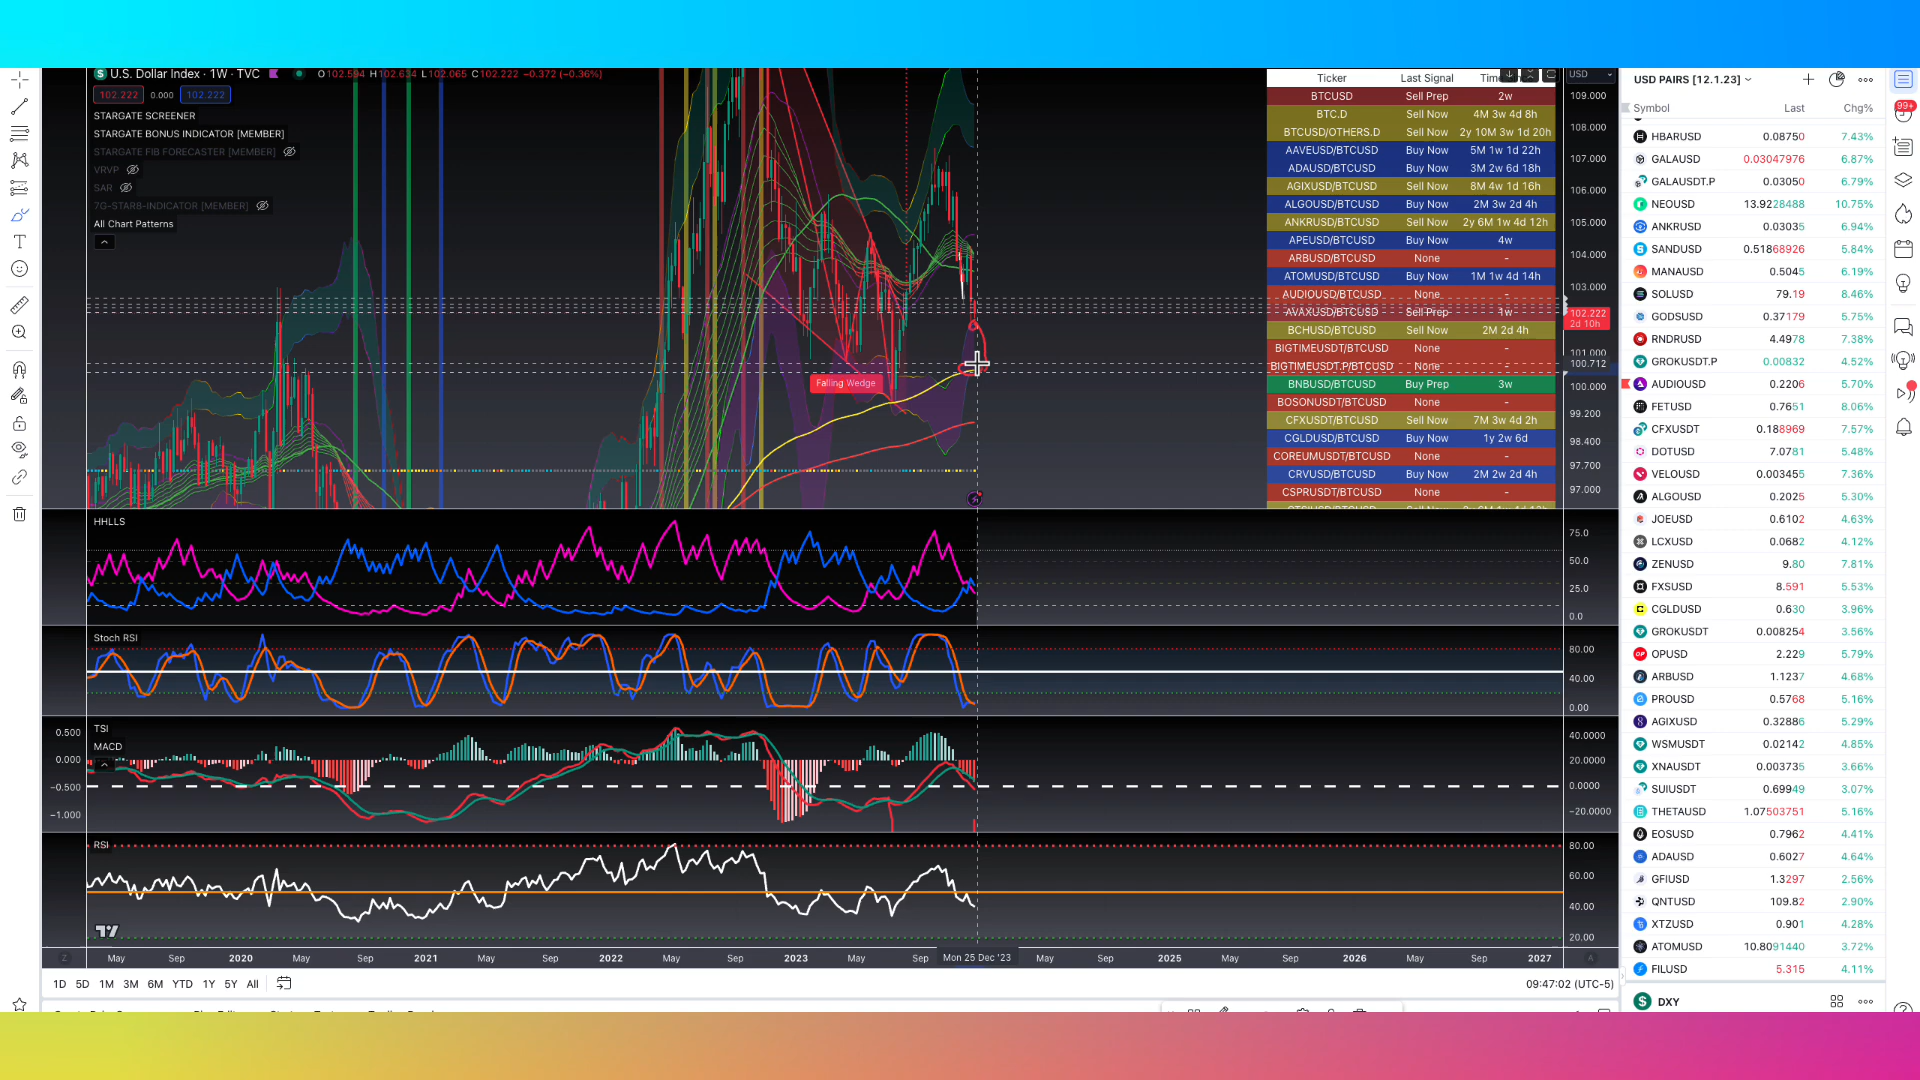 U.S. Dollar Index · 1W · TVC O102.594 H102.634 L102.065 C102.222 −0.372 (−0.36%)
102.222 0.000 102.222
STARGATE SCREENER
STARGATE BONUS INDICATOR [MEMBER]
STARGATE FIB FORECASTER [MEMBER]
VRVP
SAR
7G-STAR8-INDICATOR [MEMBER]
All Chart Patterns
Falling Wedge
Ticker Last Signal
BTCUSD Sell Prep 2w
BTC.D Sell Now 4M 3w 4d 8h
BTCUSD/OTHERS.D Sell Now 2y 10M 3w 1d 20h
AAVEUSD/BTCUSD Buy Now 5M 1w 1d 22h
ADAUSD/BTCUSD Buy Now 3M 2w 6d 18h
AGIXUSD/BTCUSD Sell Now 8M 4w 1d 16h
ALGOUSD/BTCUSD Buy Now 2M 3w 2d 4h
ANKRUSD/BTCUSD Sell Now 2y 6M 1w 4d 12h
APEUSD/BTCUSD Buy Now 4w
ARBUSD/BTCUSD None -
ATOMUSD/BTCUSD Buy Now 1M 1w 4d 14h
AUDIOUSD/BTCUSD None -
AVAXUSD/BTCUSD Sell Prep 1w
BCHUSD/BTCUSD Sell Now 2M 2d 4h
BIGTIMEUSDT/BTCUSD None -
BIGTIMEUSDT.P/BTCUSD None -
BNBUSD/BTCUSD Buy Prep 3w
BOSONUSDT/BTCUSD None -
CFXUSDT/BTCUSD Sell Now 7M 3w 4d 2h
CGLDUSD/BTCUSD Buy Now 1y 2w 6d
COREUMUSDT/BTCUSD None -
CRVUSD/BTCUSD Buy Now 2M 2w 2d 4h
CSPRUSDT/BTCUSD None -
USD
109.000
108.000
107.000
106.000
105.000
104.000
103.000
102.222
2d 10h
101.000
100.712
100.000
99.200
98.400
97.700
97.000
HHLLS
75.0
50.0
25.0
0.0
Stoch RSI
80.00
40.00
0.00
TSI
MACD
0.500
0.000
−0.500
−1.000
40.0000
20.0000
0.0000
−20.0000
RSI
80.00
60.00
40.00
20.00
Z May Sep 2020 May Sep 2021 May Sep 2022 May Sep 2023 May Sep Mon 25 Dec '23 May Sep 2025 May Sep 2026 May Sep 2027 A
1D 5D 1M 3M 6M YTD 1Y 5Y All
09:47:02 (UTC-5)
USD PAIRS [12.1.23]
Symbol Last Chg%
HBARUSD 0.08750 7.43%
GALAUSD 0.03047976 6.87%
GALAUSDT.P 0.03050 6.79%
NEOUSD 13.9228488 10.75%
ANKRUSD 0.03035 6.94%
SANDUSD 0.51868926 5.84%
MANAUSD 0.5045 6.19%
SOLUSD 79.19 8.46%
GODSUSD 0.37179 5.75%
RNDRUSD 4.4978 7.38%
GROKUSDT.P 0.00832 4.52%
AUDIOUSD 0.2206 5.70%
FETUSD 0.7651 8.06%
CFXUSDT 0.188969 7.57%
DOTUSD 7.0781 5.48%
VELOUSD 0.003455 7.36%
ALGOUSD 0.2025 5.30%
JOEUSD 0.6102 4.63%
LCXUSD 0.0682 4.12%
ZENUSD 9.80 7.81%
FXSUSD 8.591 5.53%
CGLDUSD 0.630 3.96%
GROKUSDT 0.008254 3.56%
OPUSD 2.229 5.79%
ARBUSD 1.1237 4.68%
PROUSD 0.5768 5.16%
AGIXUSD 0.32886 5.29%
WSMUSDT 0.02142 4.85%
XNAUSDT 0.003735 3.66%
SUIUSDT 0.69949 3.07%
THETAUSD 1.07503751 5.16%
EOSUSD 0.7962 4.41%
ADAUSD 0.6027 4.64%
GFIUSD 1.3297 2.56%
QNTUSD 109.82 2.90%
XTZUSD 0.901 4.28%
ATOMUSD 10.8091440 3.72%
FILUSD 5.315 4.11%
DXY
99+